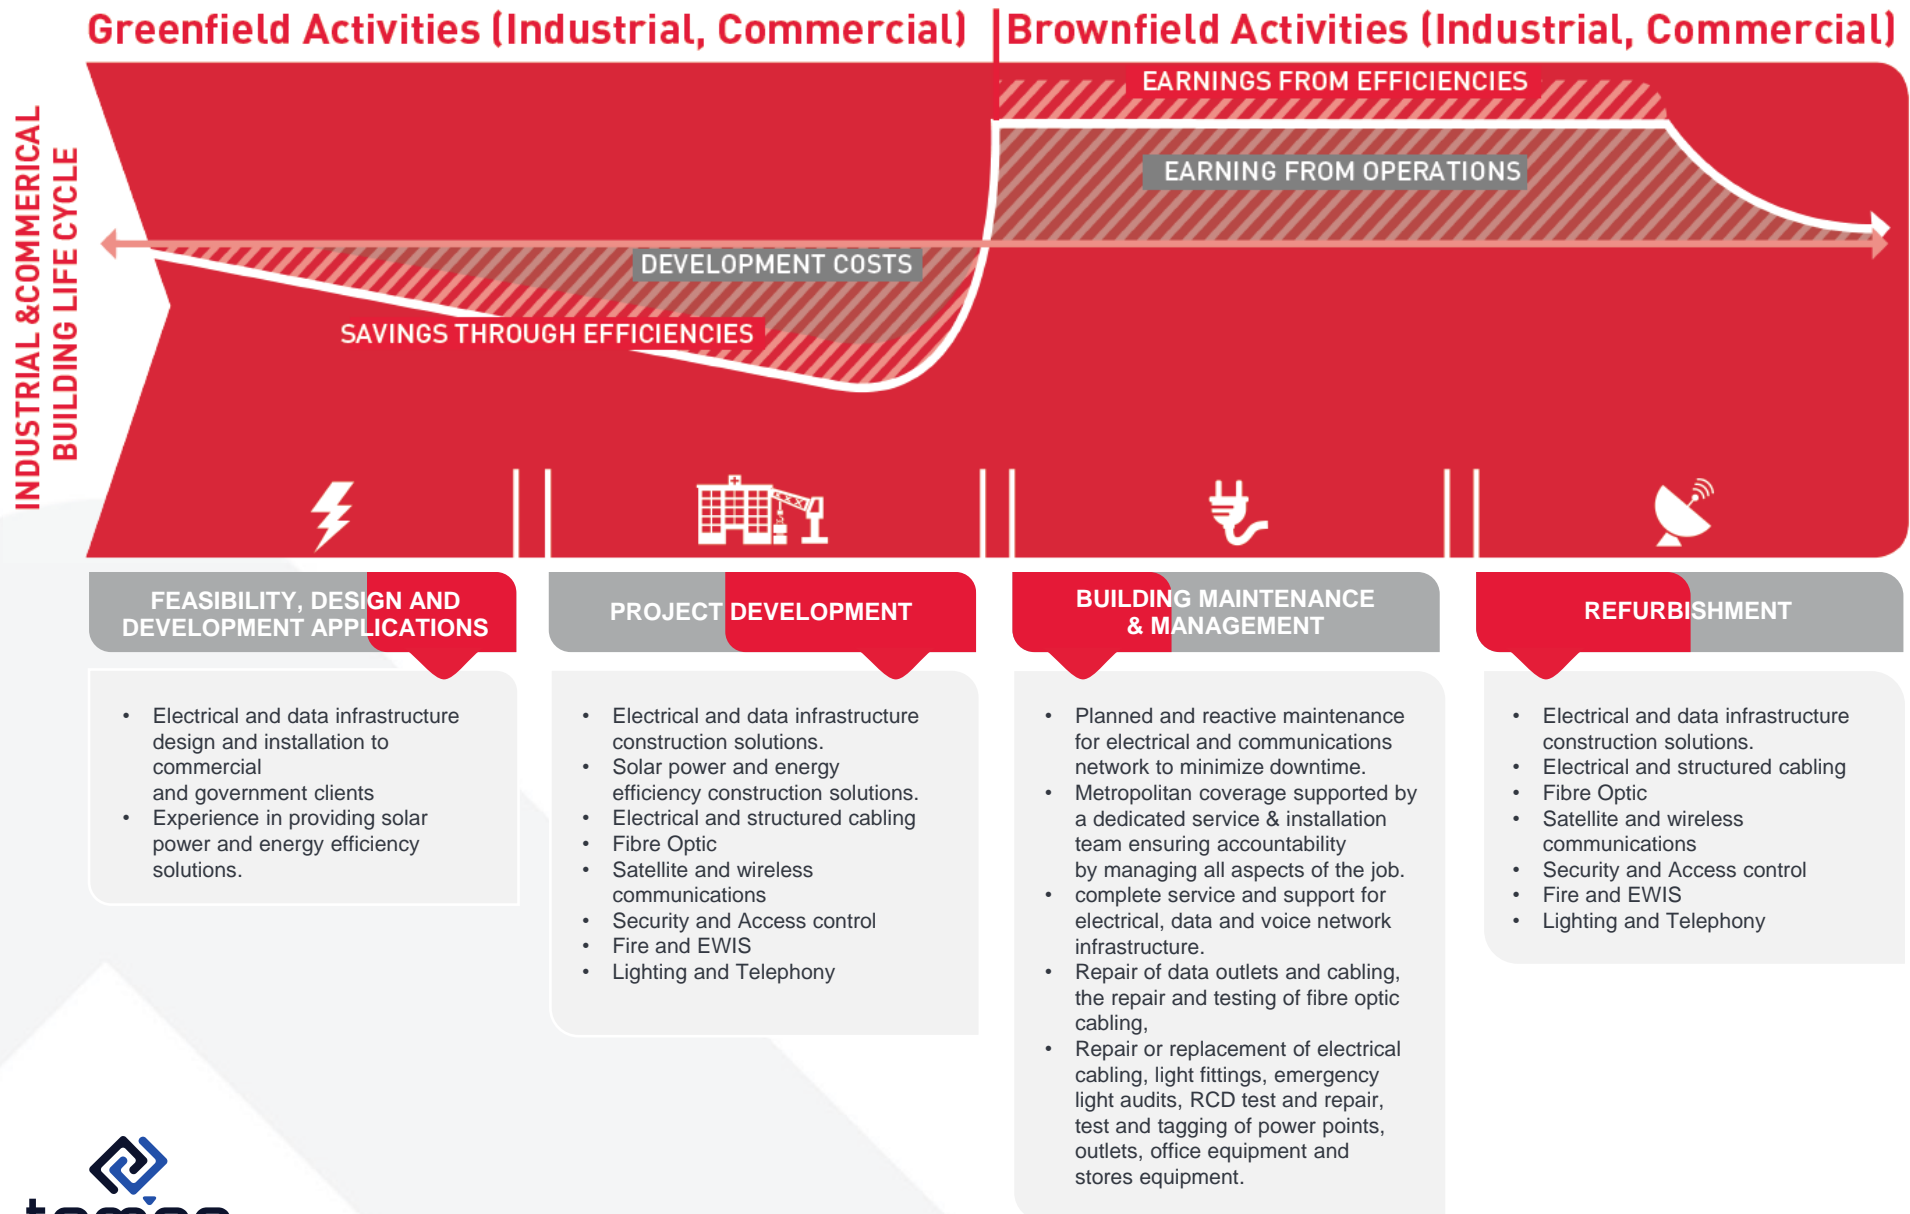 Greenfield Activities (Industrial, Commercial)
Brownfield Activities (Industrial, Commercial)
INDUSTRIAL &COMMERICAL
BUILDING LIFE CYCLE
EARNINGS FROM EFFICIENCIES
EARNING FROM OPERATIONS
DEVELOPMENT COSTS
SAVINGS THROUGH EFFICIENCIES
FEASIBILITY, DESIGN AND
DEVELOPMENT APPLICATIONS
• Electrical and data infrastructure
design and installation to
commercial
and government clients
• Experience in providing solar
power and energy efficiency
solutions.
PROJECT DEVELOPMENT
• Electrical and data infrastructure
construction solutions.
• Solar power and energy
efficiency construction solutions.
• Electrical and structured cabling
• Fibre Optic
• Satellite and wireless
communications
• Security and Access control
• Fire and EWIS
• Lighting and Telephony
BUILDING MAINTENANCE
& MANAGEMENT
• Planned and reactive maintenance
for electrical and communications
network to minimize downtime.
• Metropolitan coverage supported by
a dedicated service & installation
team ensuring accountability
by managing all aspects of the job.
• complete service and support for
electrical, data and voice network
infrastructure.
• Repair of data outlets and cabling,
the repair and testing of fibre optic
cabling,
• Repair or replacement of electrical
cabling, light fittings, emergency
light audits, RCD test and repair,
test and tagging of power points,
outlets, office equipment and
stores equipment.
REFURBISHMENT
• Electrical and data infrastructure
construction solutions.
• Electrical and structured cabling
• Fibre Optic
• Satellite and wireless
communications
• Security and Access control
• Fire and EWIS
• Lighting and Telephony